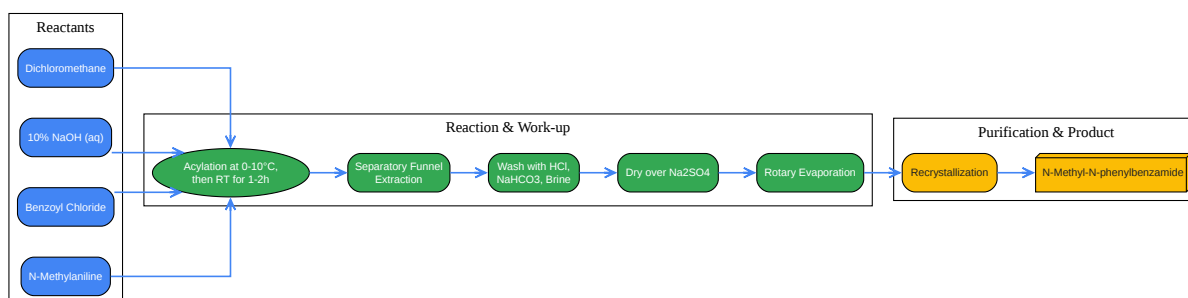 Reactants
Dichloromethane
10% NaOH (aq)
Benzoyl Chloride
N-Methylaniline
Reaction & Work-up
Acylation at 0-10°C,
then RT for 1-2h
Separatory Funnel
Extraction
Wash with HCl,
NaHCO3, Brine
Dry over Na2SO4
Rotary Evaporation
Purification & Product
Recrystallization
N-Methyl-N-phenylbenzamide